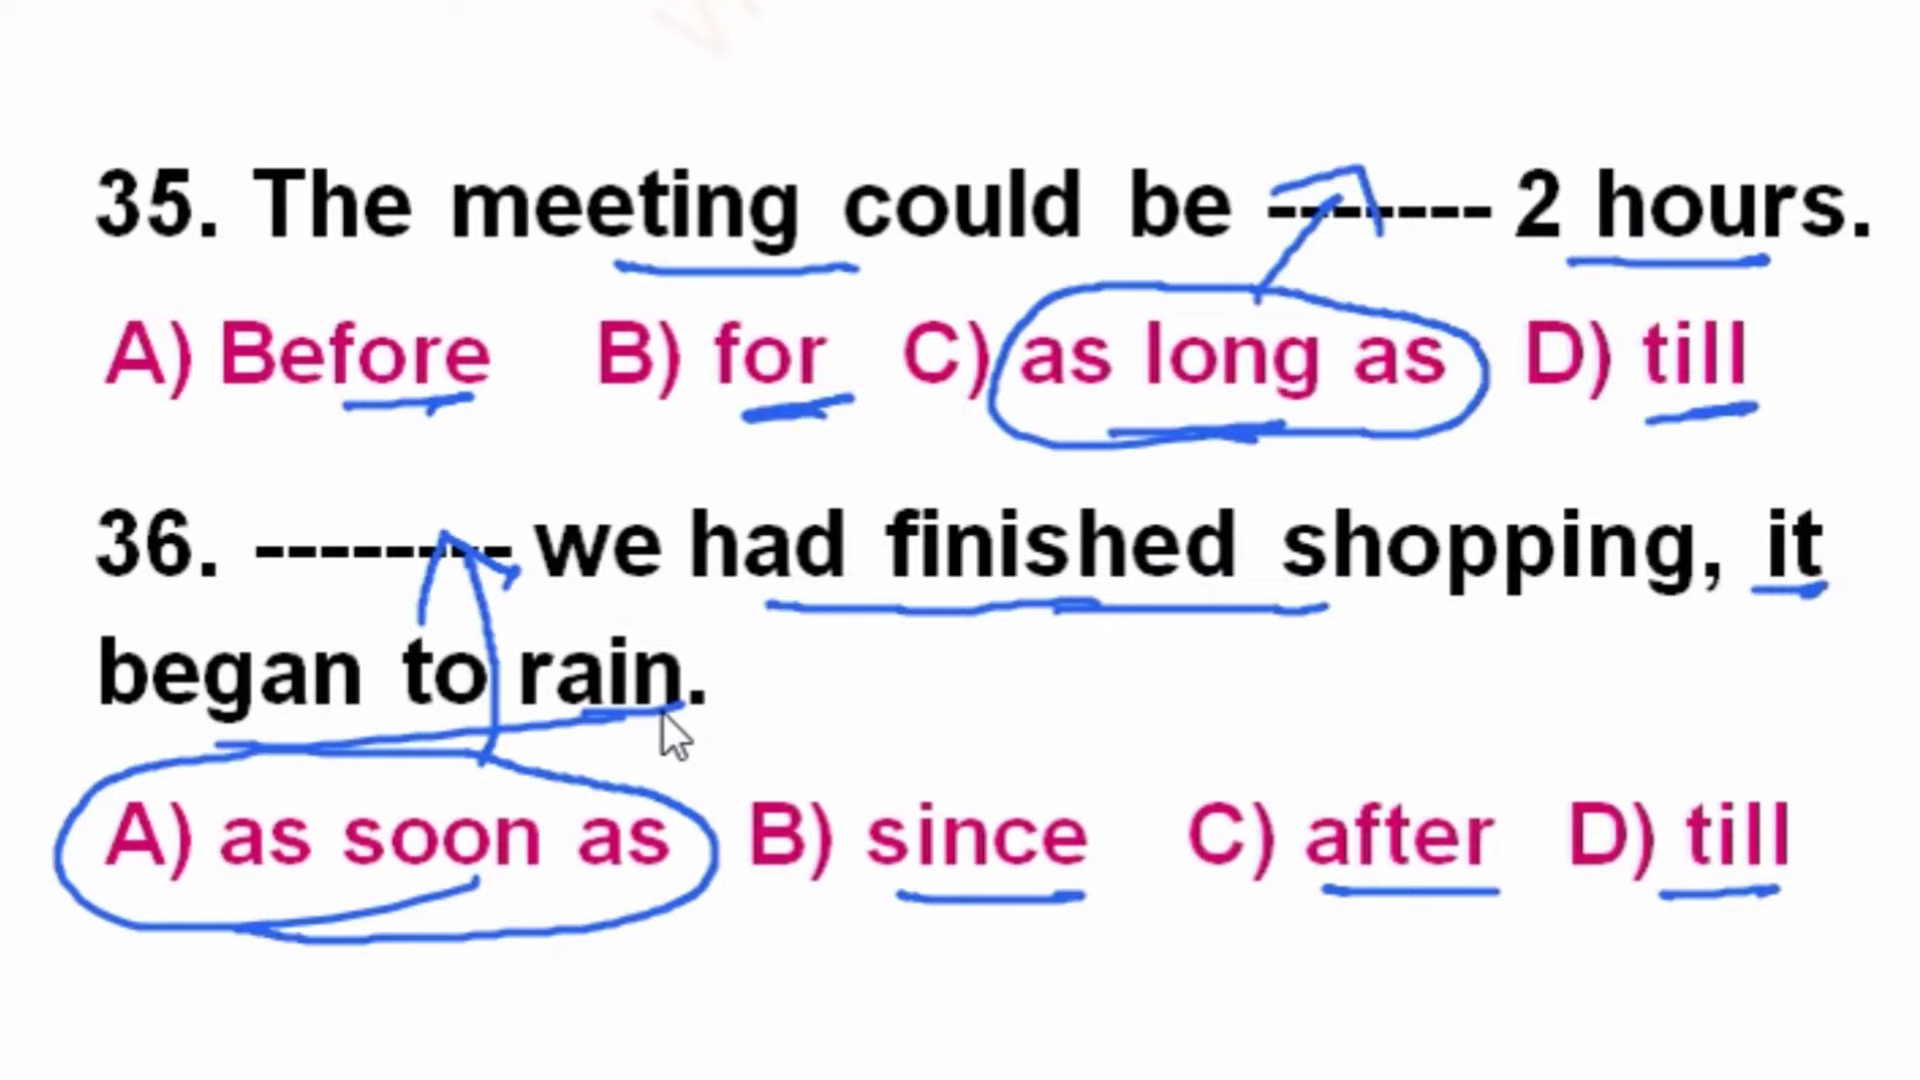 35. The meeting could be ------- 2 hours.
A) Before B) for C) as long as D) till
36. -------- we had finished shopping, it
began to rain.
A) as soon as B) since C) after D) till